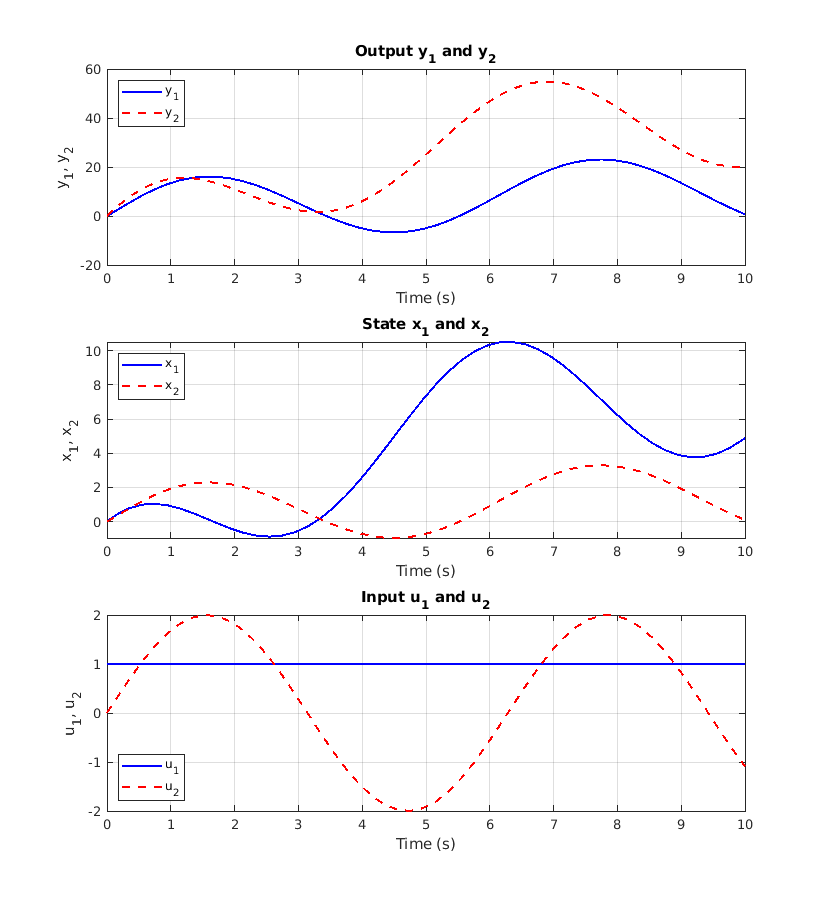 Output y₁ and y₂
60
40
20
0
-20
y₁, y₂
y₁
y₂
0 1 2 3 4 5 6 7 8 9 10
Time (s)
State x₁ and x₂
10
8
6
4
2
0
x₁, x₂
x₁
x₂
0 1 2 3 4 5 6 7 8 9 10
Time (s)
Input u₁ and u₂
2
1
0
-1
-2
u₁, u₂
u₁
u₂
0 1 2 3 4 5 6 7 8 9 10
Time (s)